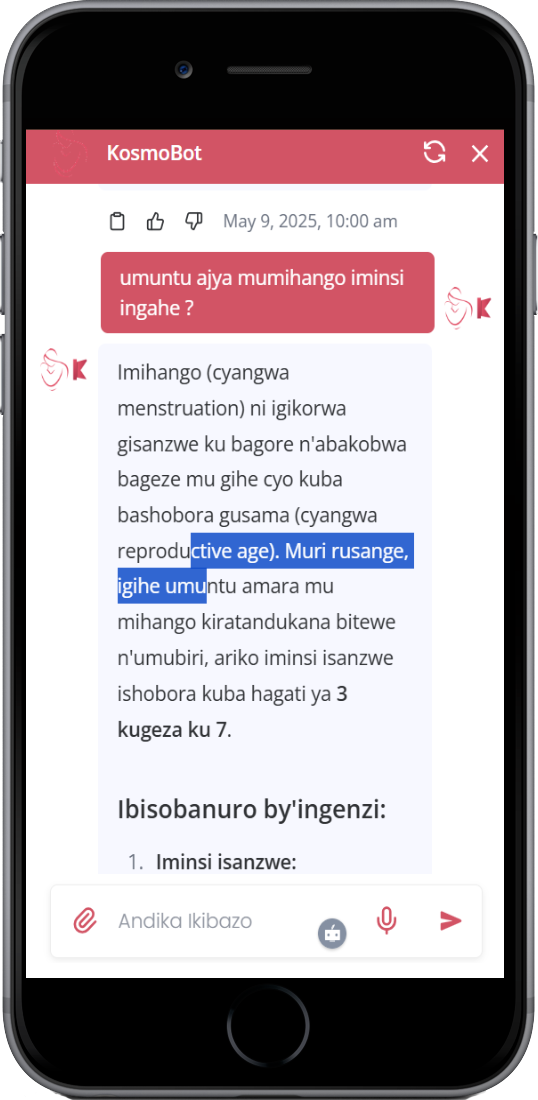 KosmoBot
May 9, 2025, 10:00 am
umuntu ajya mumihango iminsi
ingahe ?
K
K
Imihango (cyangwa
menstruation) ni igikorwa
gisanzwe ku bagore n'abakobwa
bageze mu gihe cyo kuba
bashobora gusama (cyangwa
reproductive age). Muri rusange,
igihe umuntu amara mu
mihango kiratandukana bitewe
n'umubiri, ariko iminsi isanzwe
ishobora kuba hagati ya 3
kugeza ku 7.
Ibisobanuro by'ingenzi:
1. Iminsi isanzwe:
Andika Ikibazo